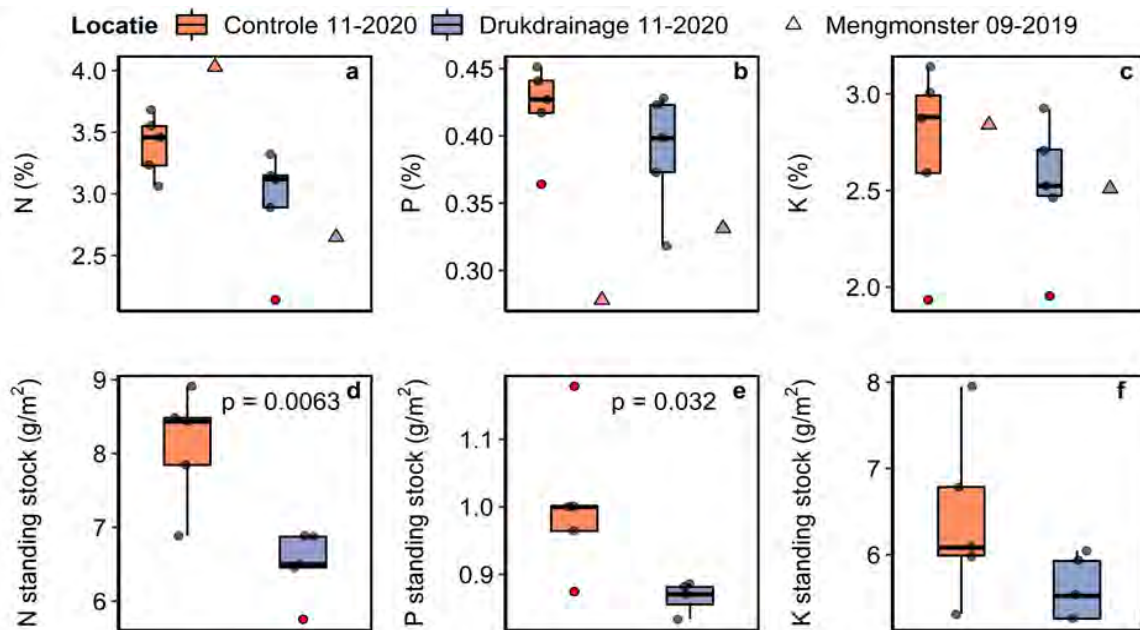 Locatie Controle 11-2020 Drukdrainage 11-2020 Mengmonster 09-2019
a
N (%)
4.0
3.5
3.0
2.5
b
P (%)
0.45
0.40
0.35
0.30
c
K (%)
3.0
2.5
2.0
d
p = 0.0063
N standing stock (g/m²)
9
8
7
6
e
p = 0.032
P standing stock (g/m²)
1.1
1.0
0.9
f
K standing stock (g/m²)
8
7
6